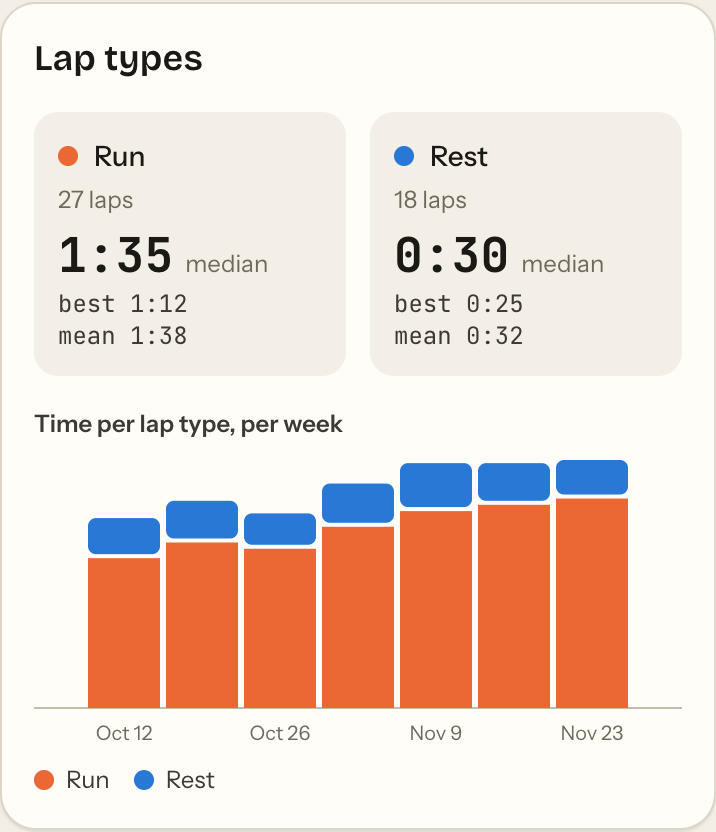 Lap types
Run
27 laps
1:35 median
best 1:12
mean 1:38
Rest
18 laps
0:30 median
best 0:25
mean 0:32
Time per lap type, per week
Oct 12 Oct 26 Nov 9 Nov 23
Run Rest